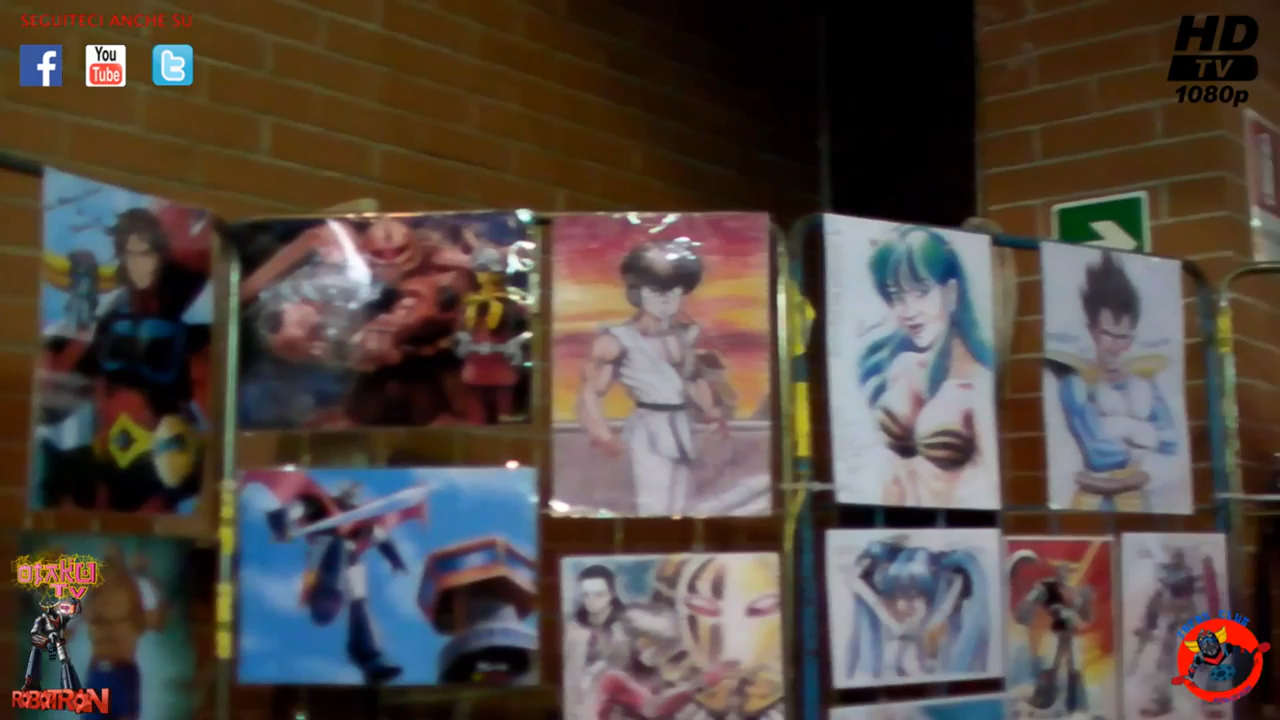 SEGUITECI ANCHE SU
f
You
Tube
t
HD
TV
1080p
OTAKU
TV
ROBOTRON